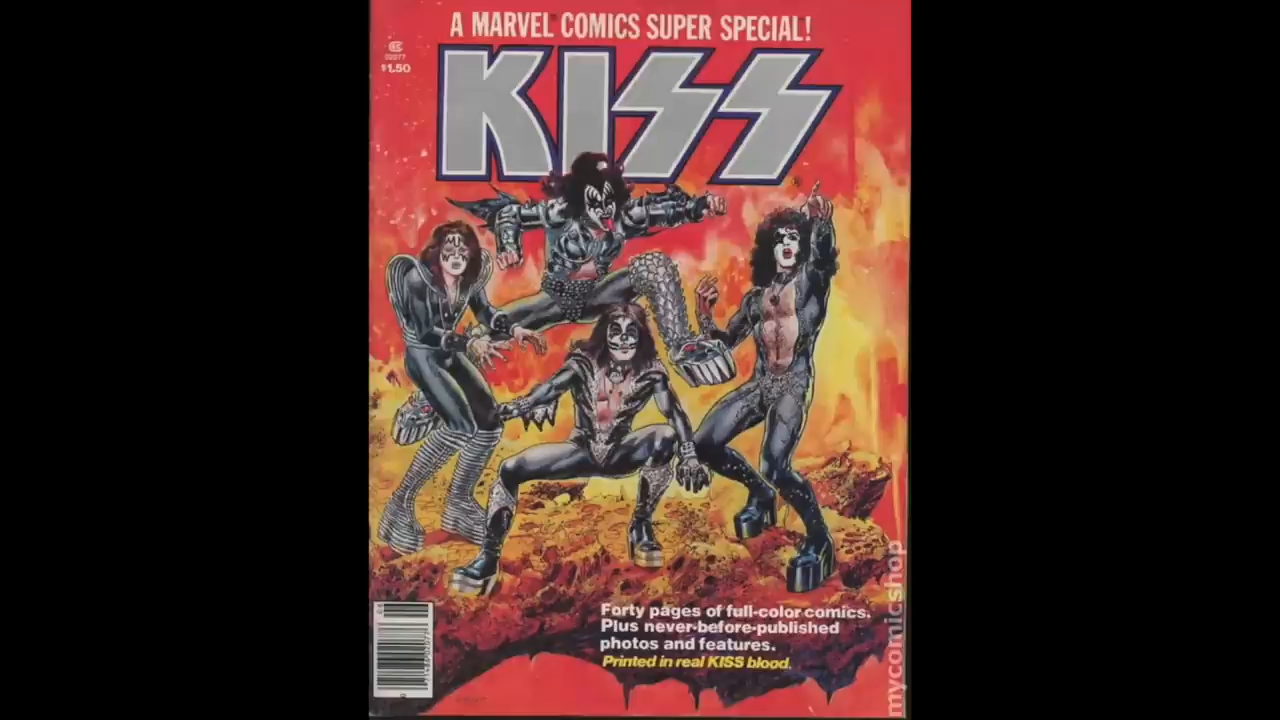 A MARVEL COMICS SUPER SPECIAL!
KISS
02977
$1.50
Forty pages of full-color comics.
Plus never-before-published
photos and features.
Printed in real KISS blood.
mycomicshop